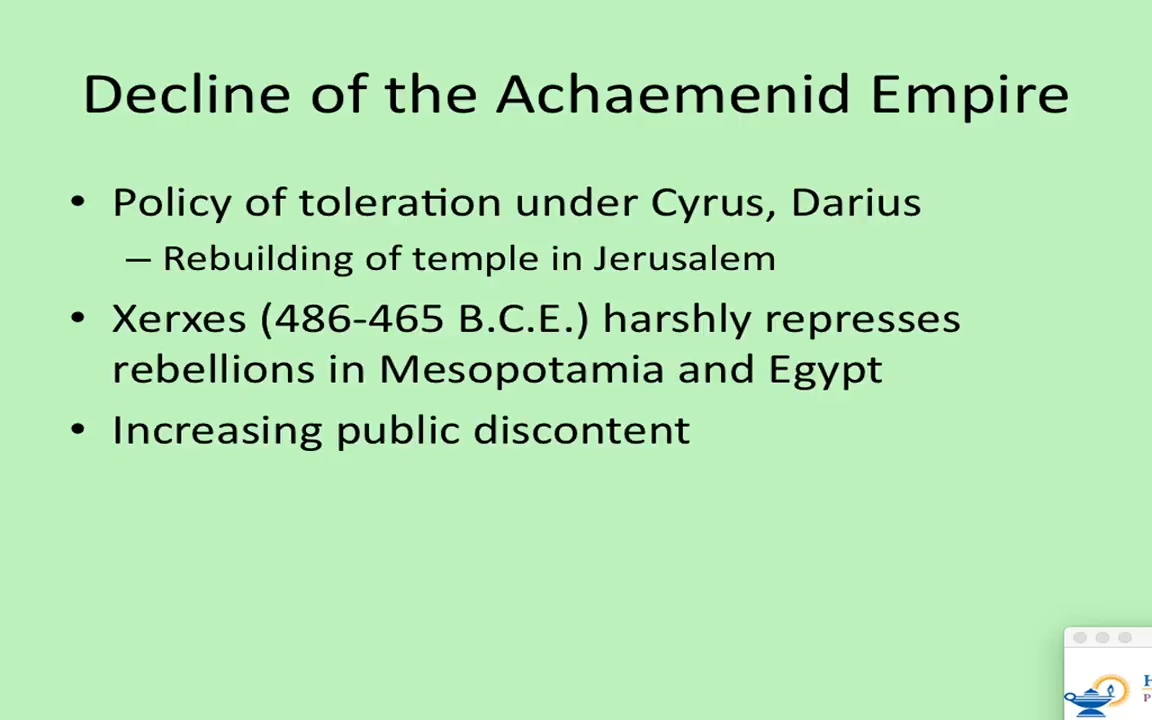 Decline of the Achaemenid Empire
• Policy of toleration under Cyrus, Darius
– Rebuilding of temple in Jerusalem
• Xerxes (486-465 B.C.E.) harshly represses
rebellions in Mesopotamia and Egypt
• Increasing public discontent
H
P